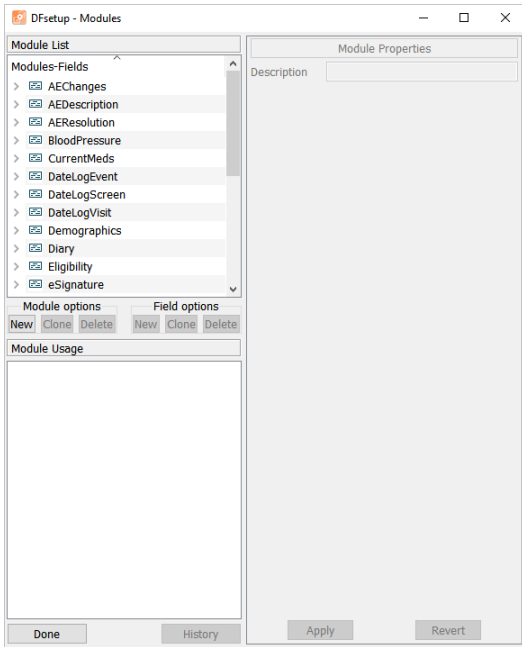 DFsetup - Modules
Module List
Modules-Fields
AEChanges
AEDescription
AEResolution
BloodPressure
CurrentMeds
DateLogEvent
DateLogScreen
DateLogVisit
Demographics
Diary
Eligibility
eSignature
Module options
Field options
New Clone Delete
New Clone Delete
Module Usage
Done
History
Module Properties
Description
Apply
Revert